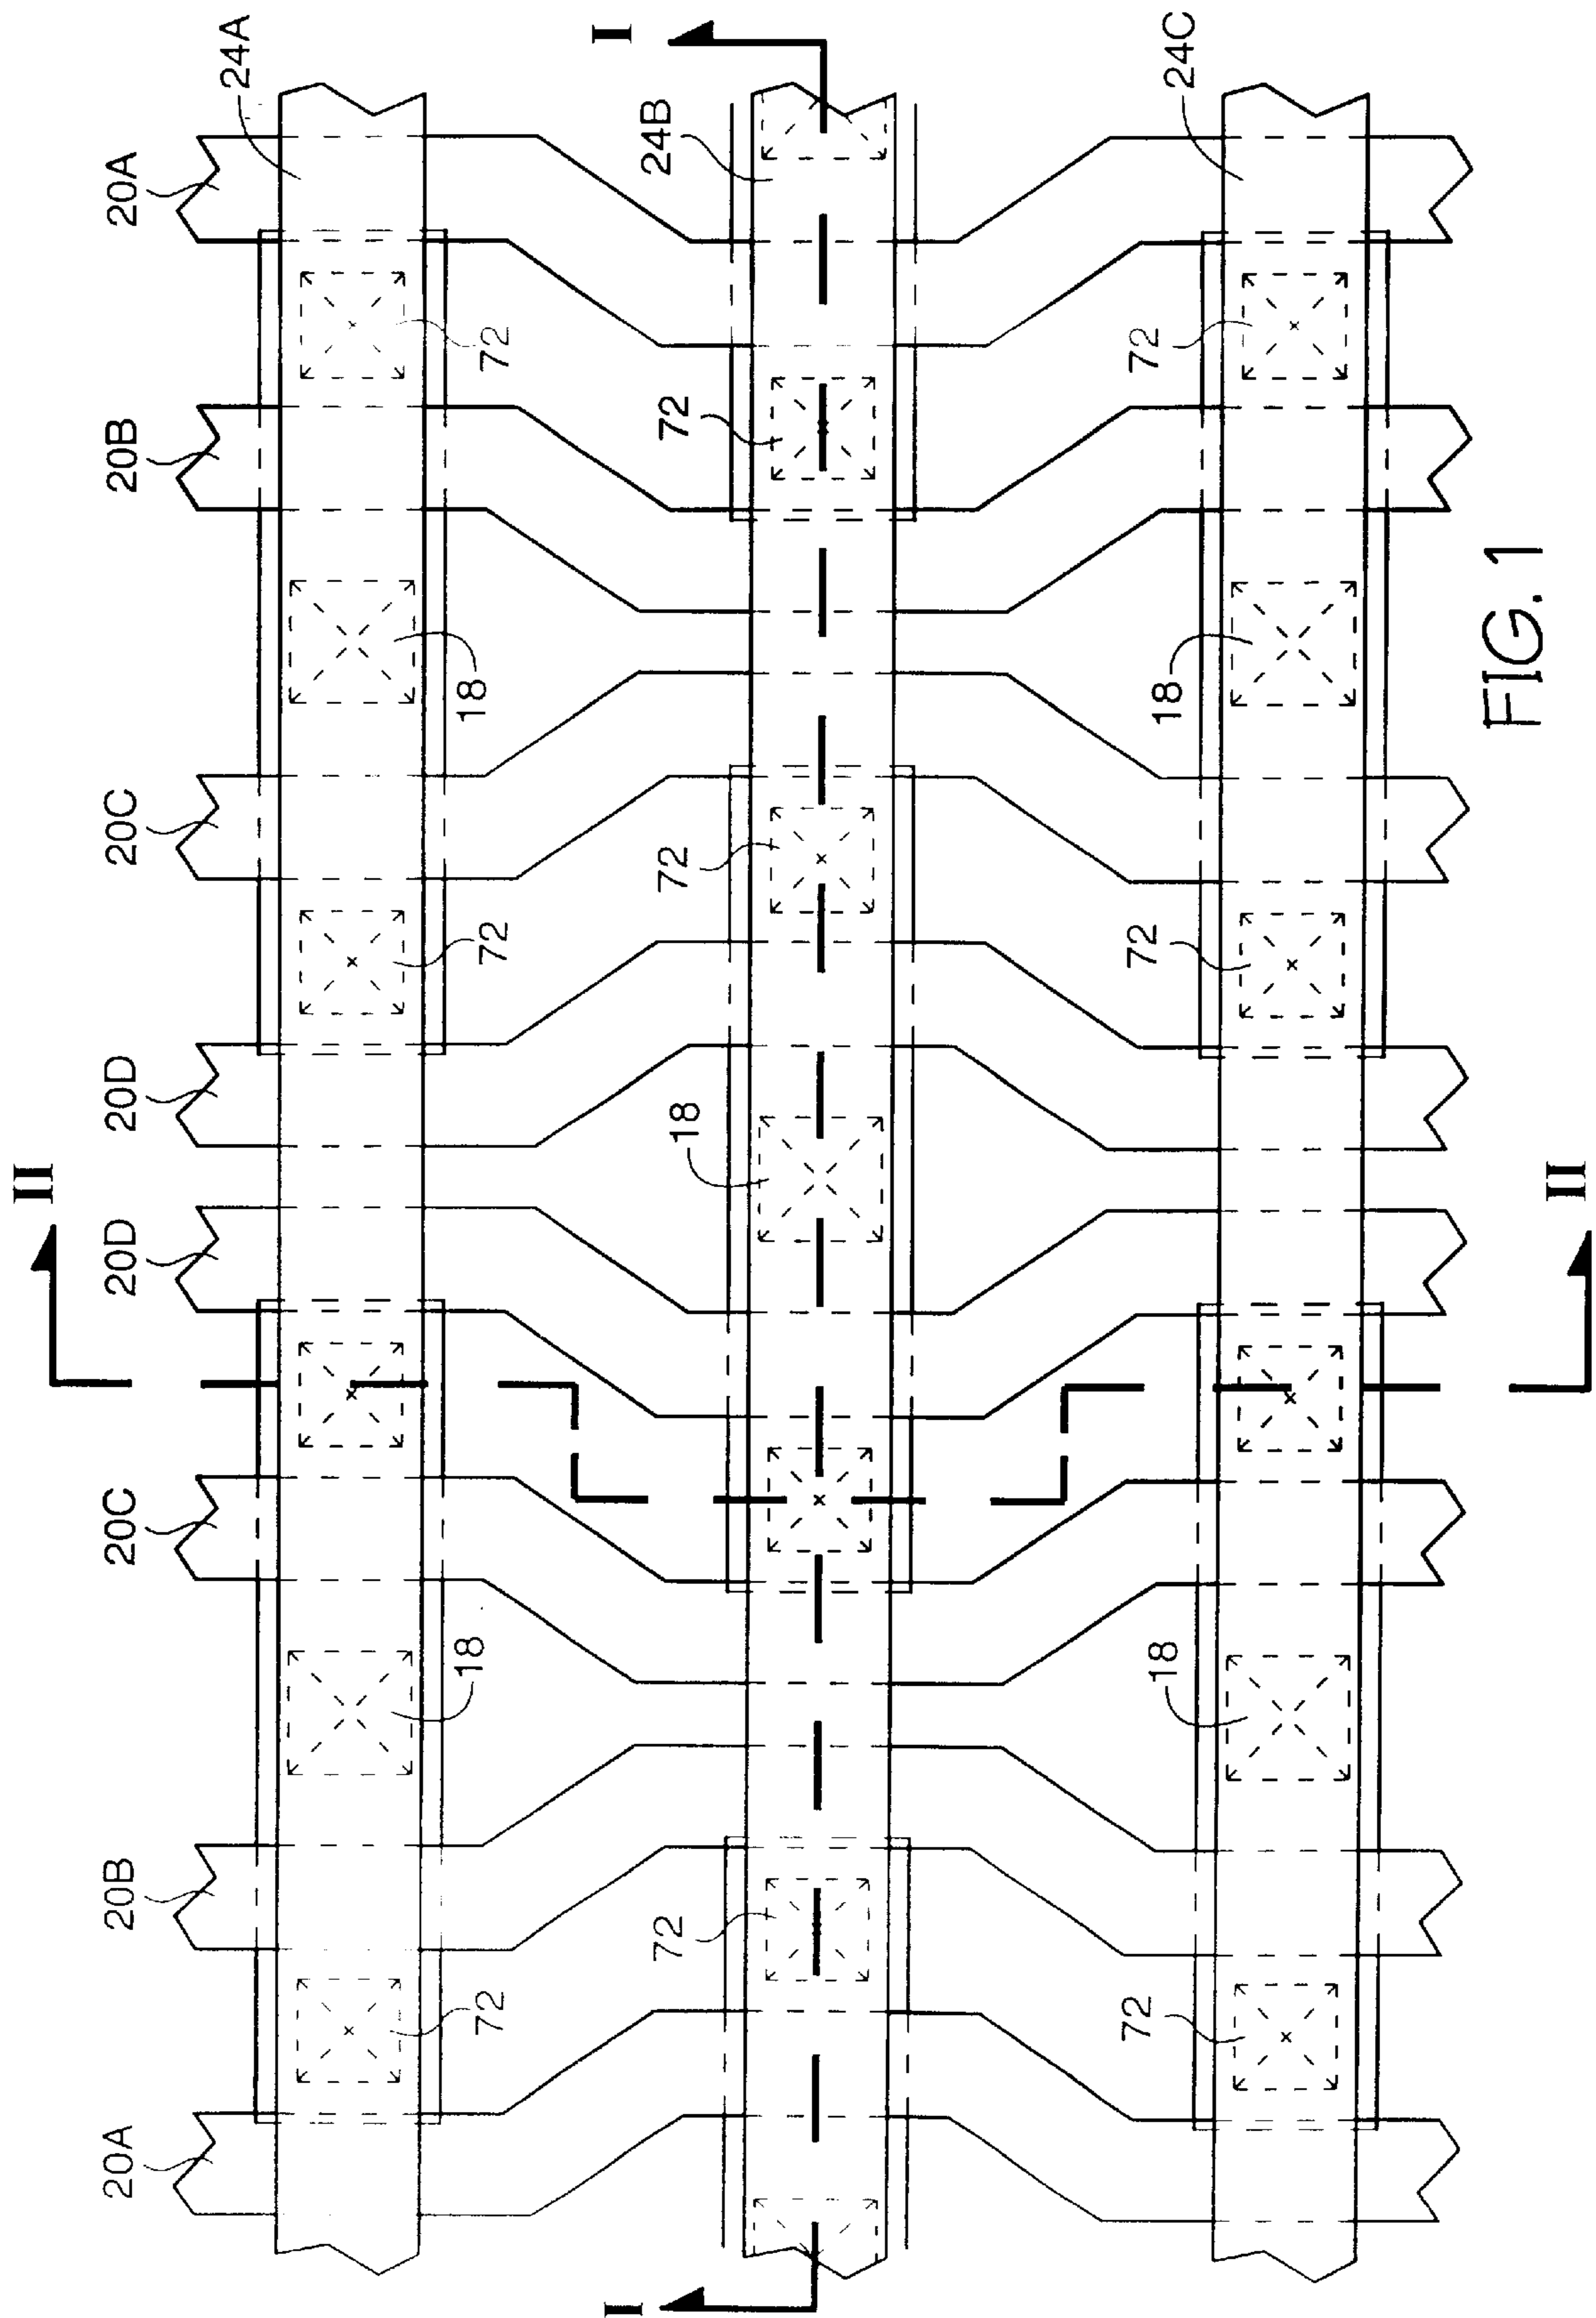 II
20A 20B 20C 20D 20D 20C 20B 20A
24A
72 18 72 18 72
I I
72 18 72 72 24B
72 18 72 18 72 24C
II
FIG. 1